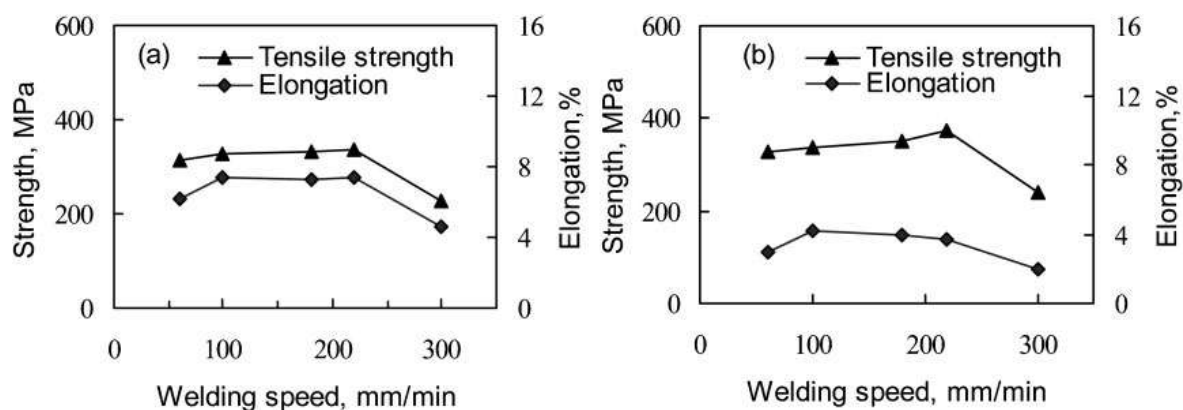 (a)
Tensile strength
Elongation
Strength, MPa
600
400
200
0
16
12
8
4
0
Elongation,%
0 100 200 300
Welding speed, mm/min
(b)
Tensile strength
Elongation
Strength, MPa
600
400
200
0
16
12
8
4
0
Elongation,%
0 100 200 300
Welding speed, mm/min